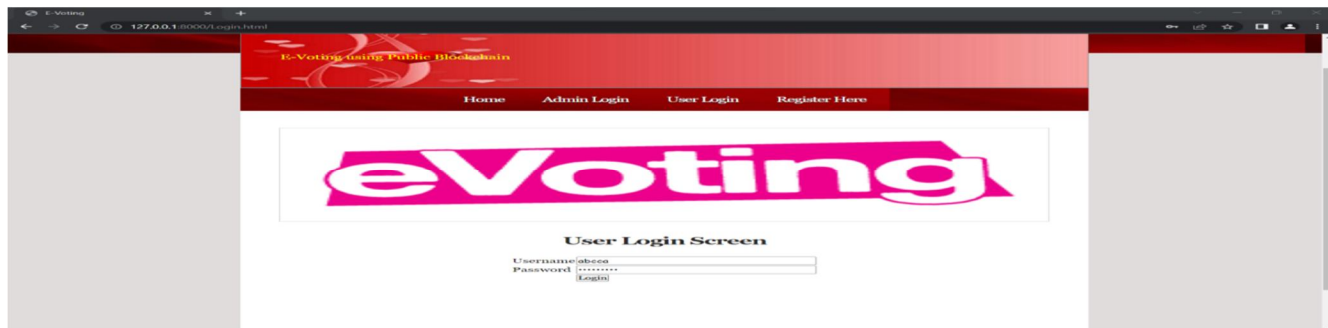 E-Voting
127.0.0.1:8000/Login.html
E-Voting using Public Blockchain
Home Admin Login User Login Register Here
eVoting
User Login Screen
Username abcca
Password •••••••••
Login